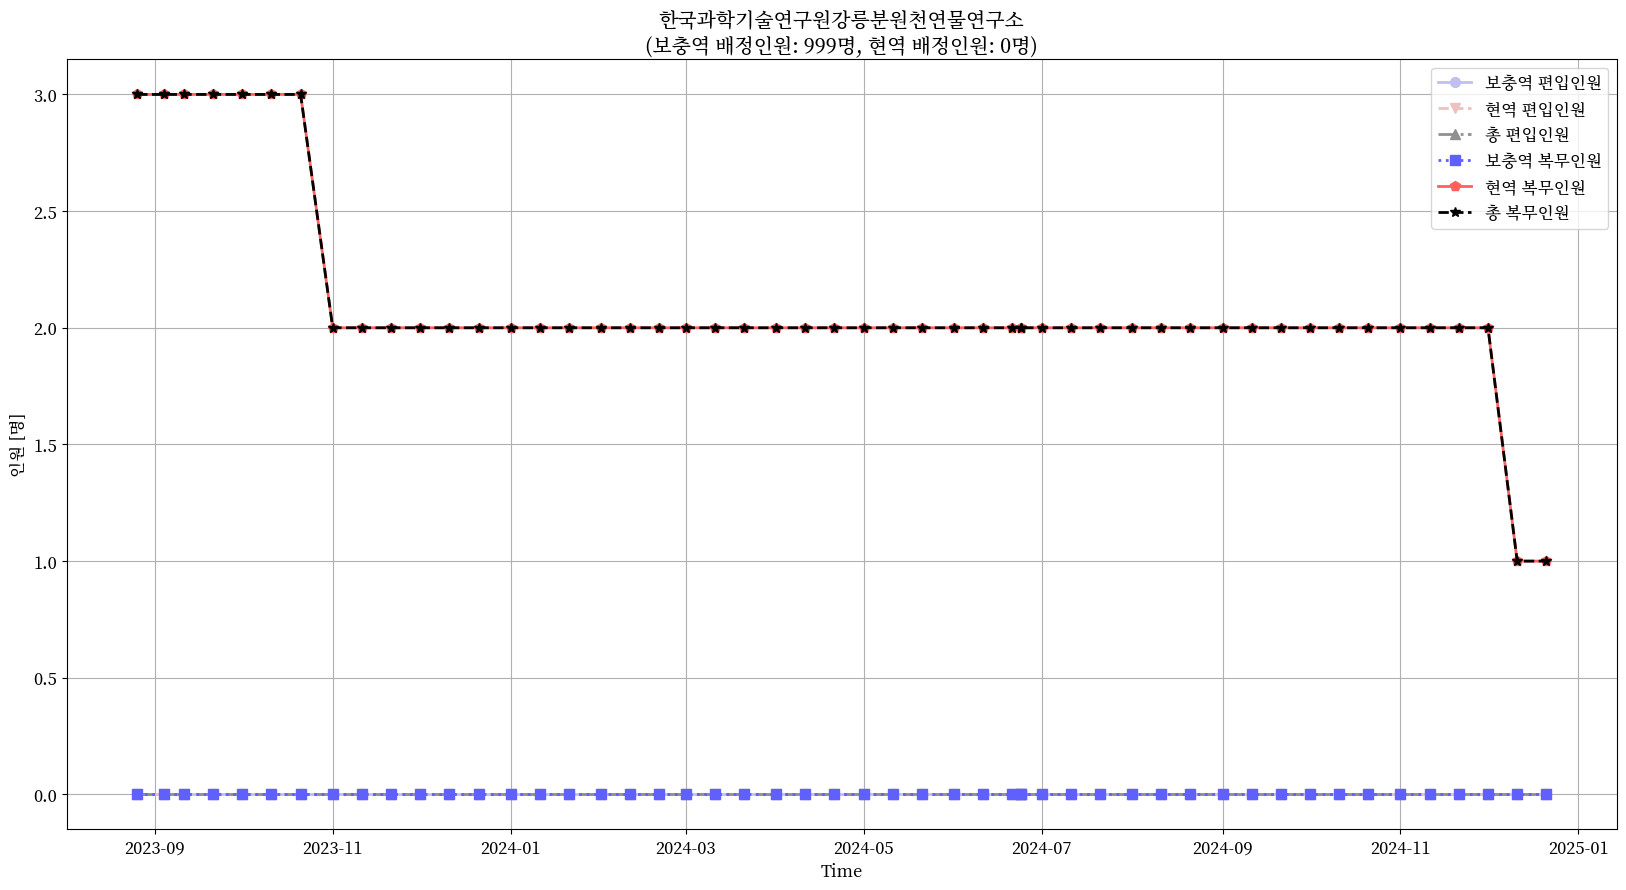 한국과학기술연구원강릉분원천연물연구소
(보충역 배정인원: 999명, 현역 배정인원: 0명)
보충역 편입인원
현역 편입인원
총 편입인원
보충역 복무인원
현역 복무인원
총 복무인원
인원 [명]
3.0
2.5
2.0
1.5
1.0
0.5
0.0
2023-09
2023-11
2024-01
2024-03
2024-05
2024-07
2024-09
2024-11
2025-01
Time